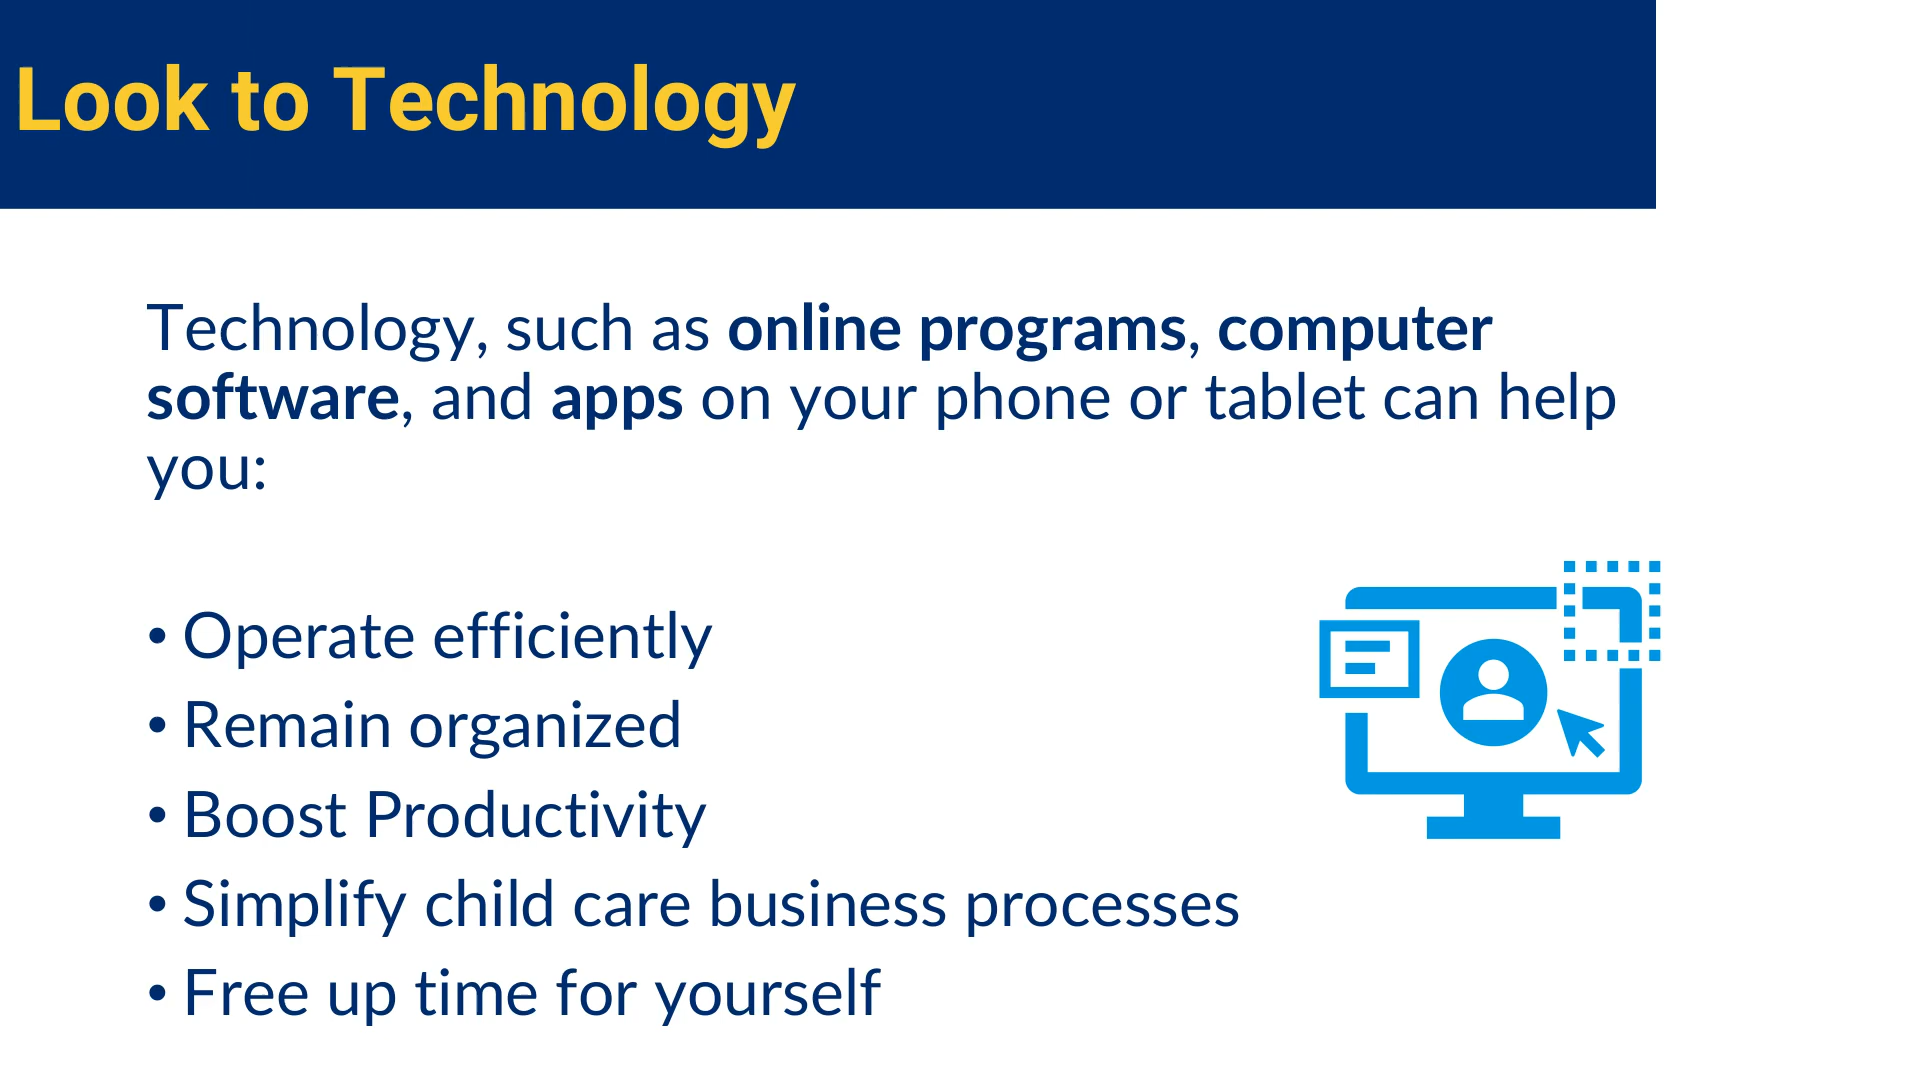 Look to Technology
Technology, such as online programs, computer
software, and apps on your phone or tablet can help
you:
• Operate efficiently
• Remain organized
• Boost Productivity
• Simplify child care business processes
• Free up time for yourself